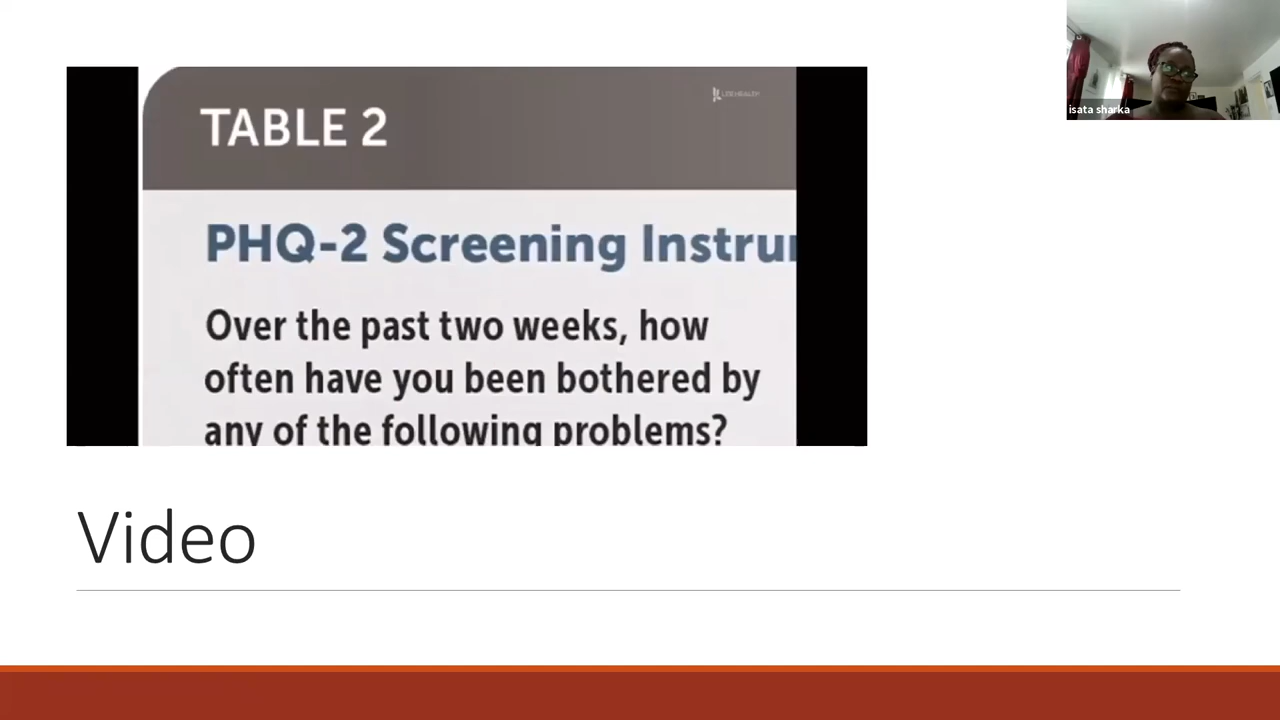 TABLE 2
PHQ-2 Screening Instru
Over the past two weeks, how
often have you been bothered by
any of the following problems?
Video
isata sharka